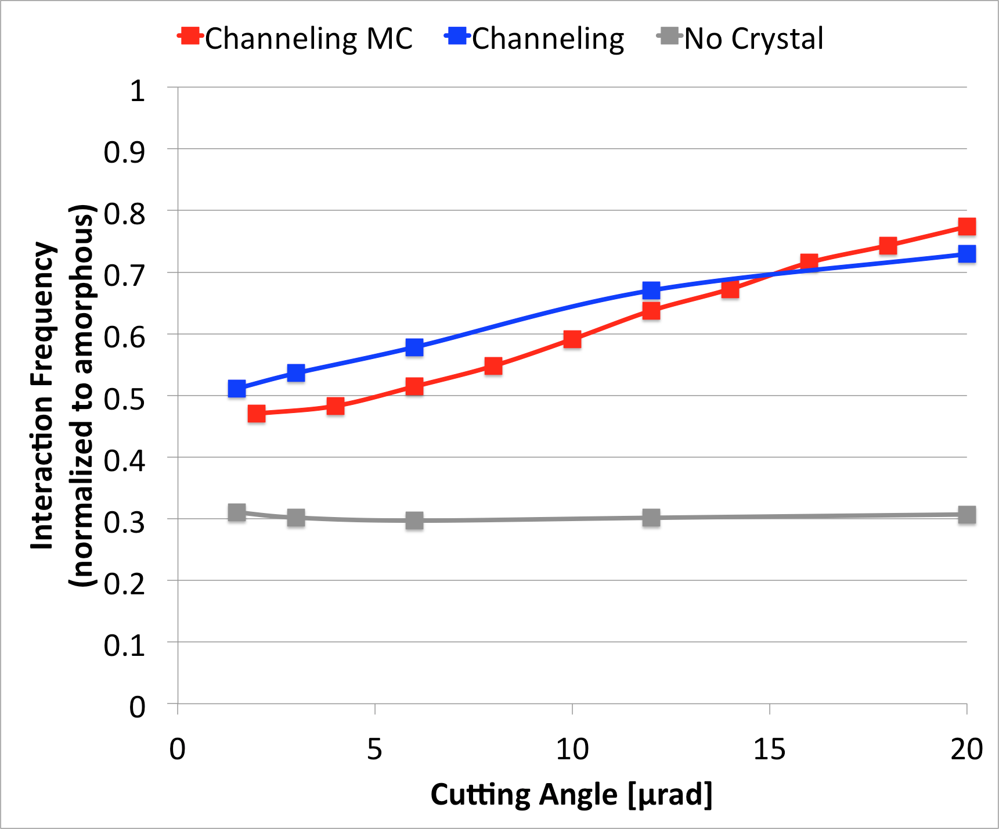 Channeling MC Channeling No Crystal
1
0.9
0.8
0.7
0.6
0.5
0.4
0.3
0.2
0.1
0
Interaction Frequency
(normalized to amorphous)
0 5 10 15 20
Cutting Angle [µrad]